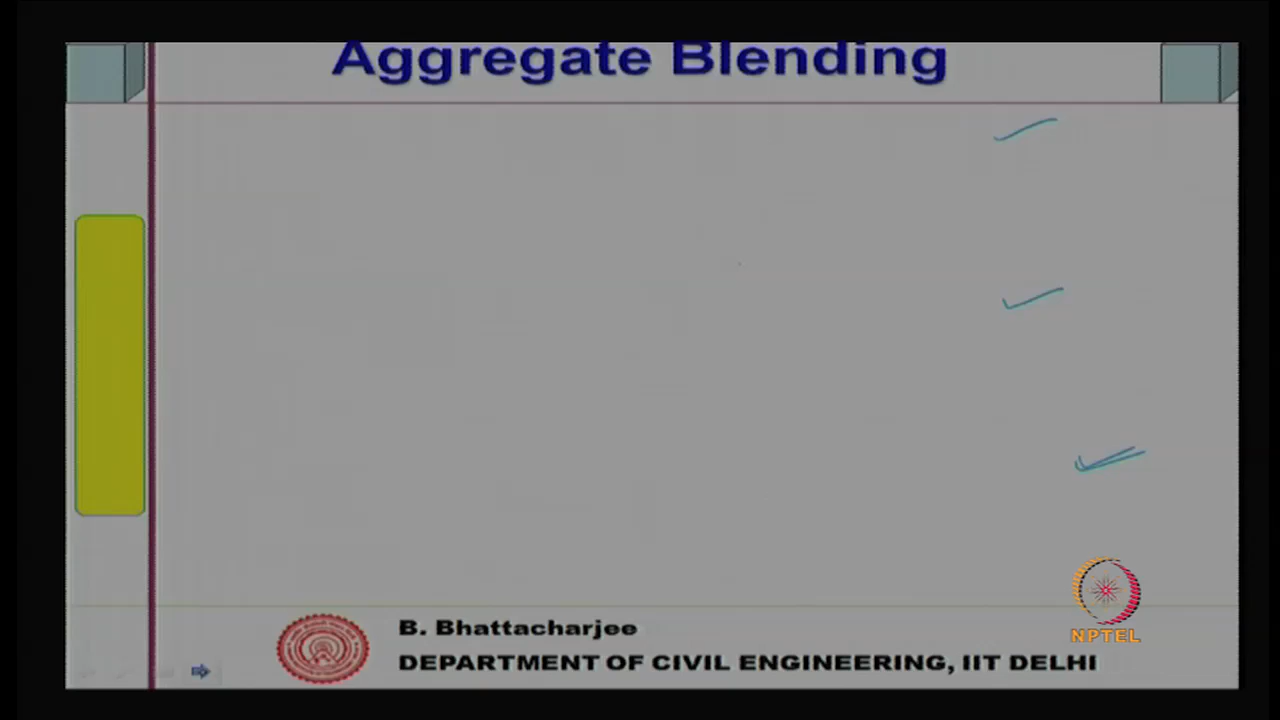 Aggregate Blending
B. Bhattacharjee
DEPARTMENT OF CIVIL ENGINEERING, IIT DELHI
NPTEL